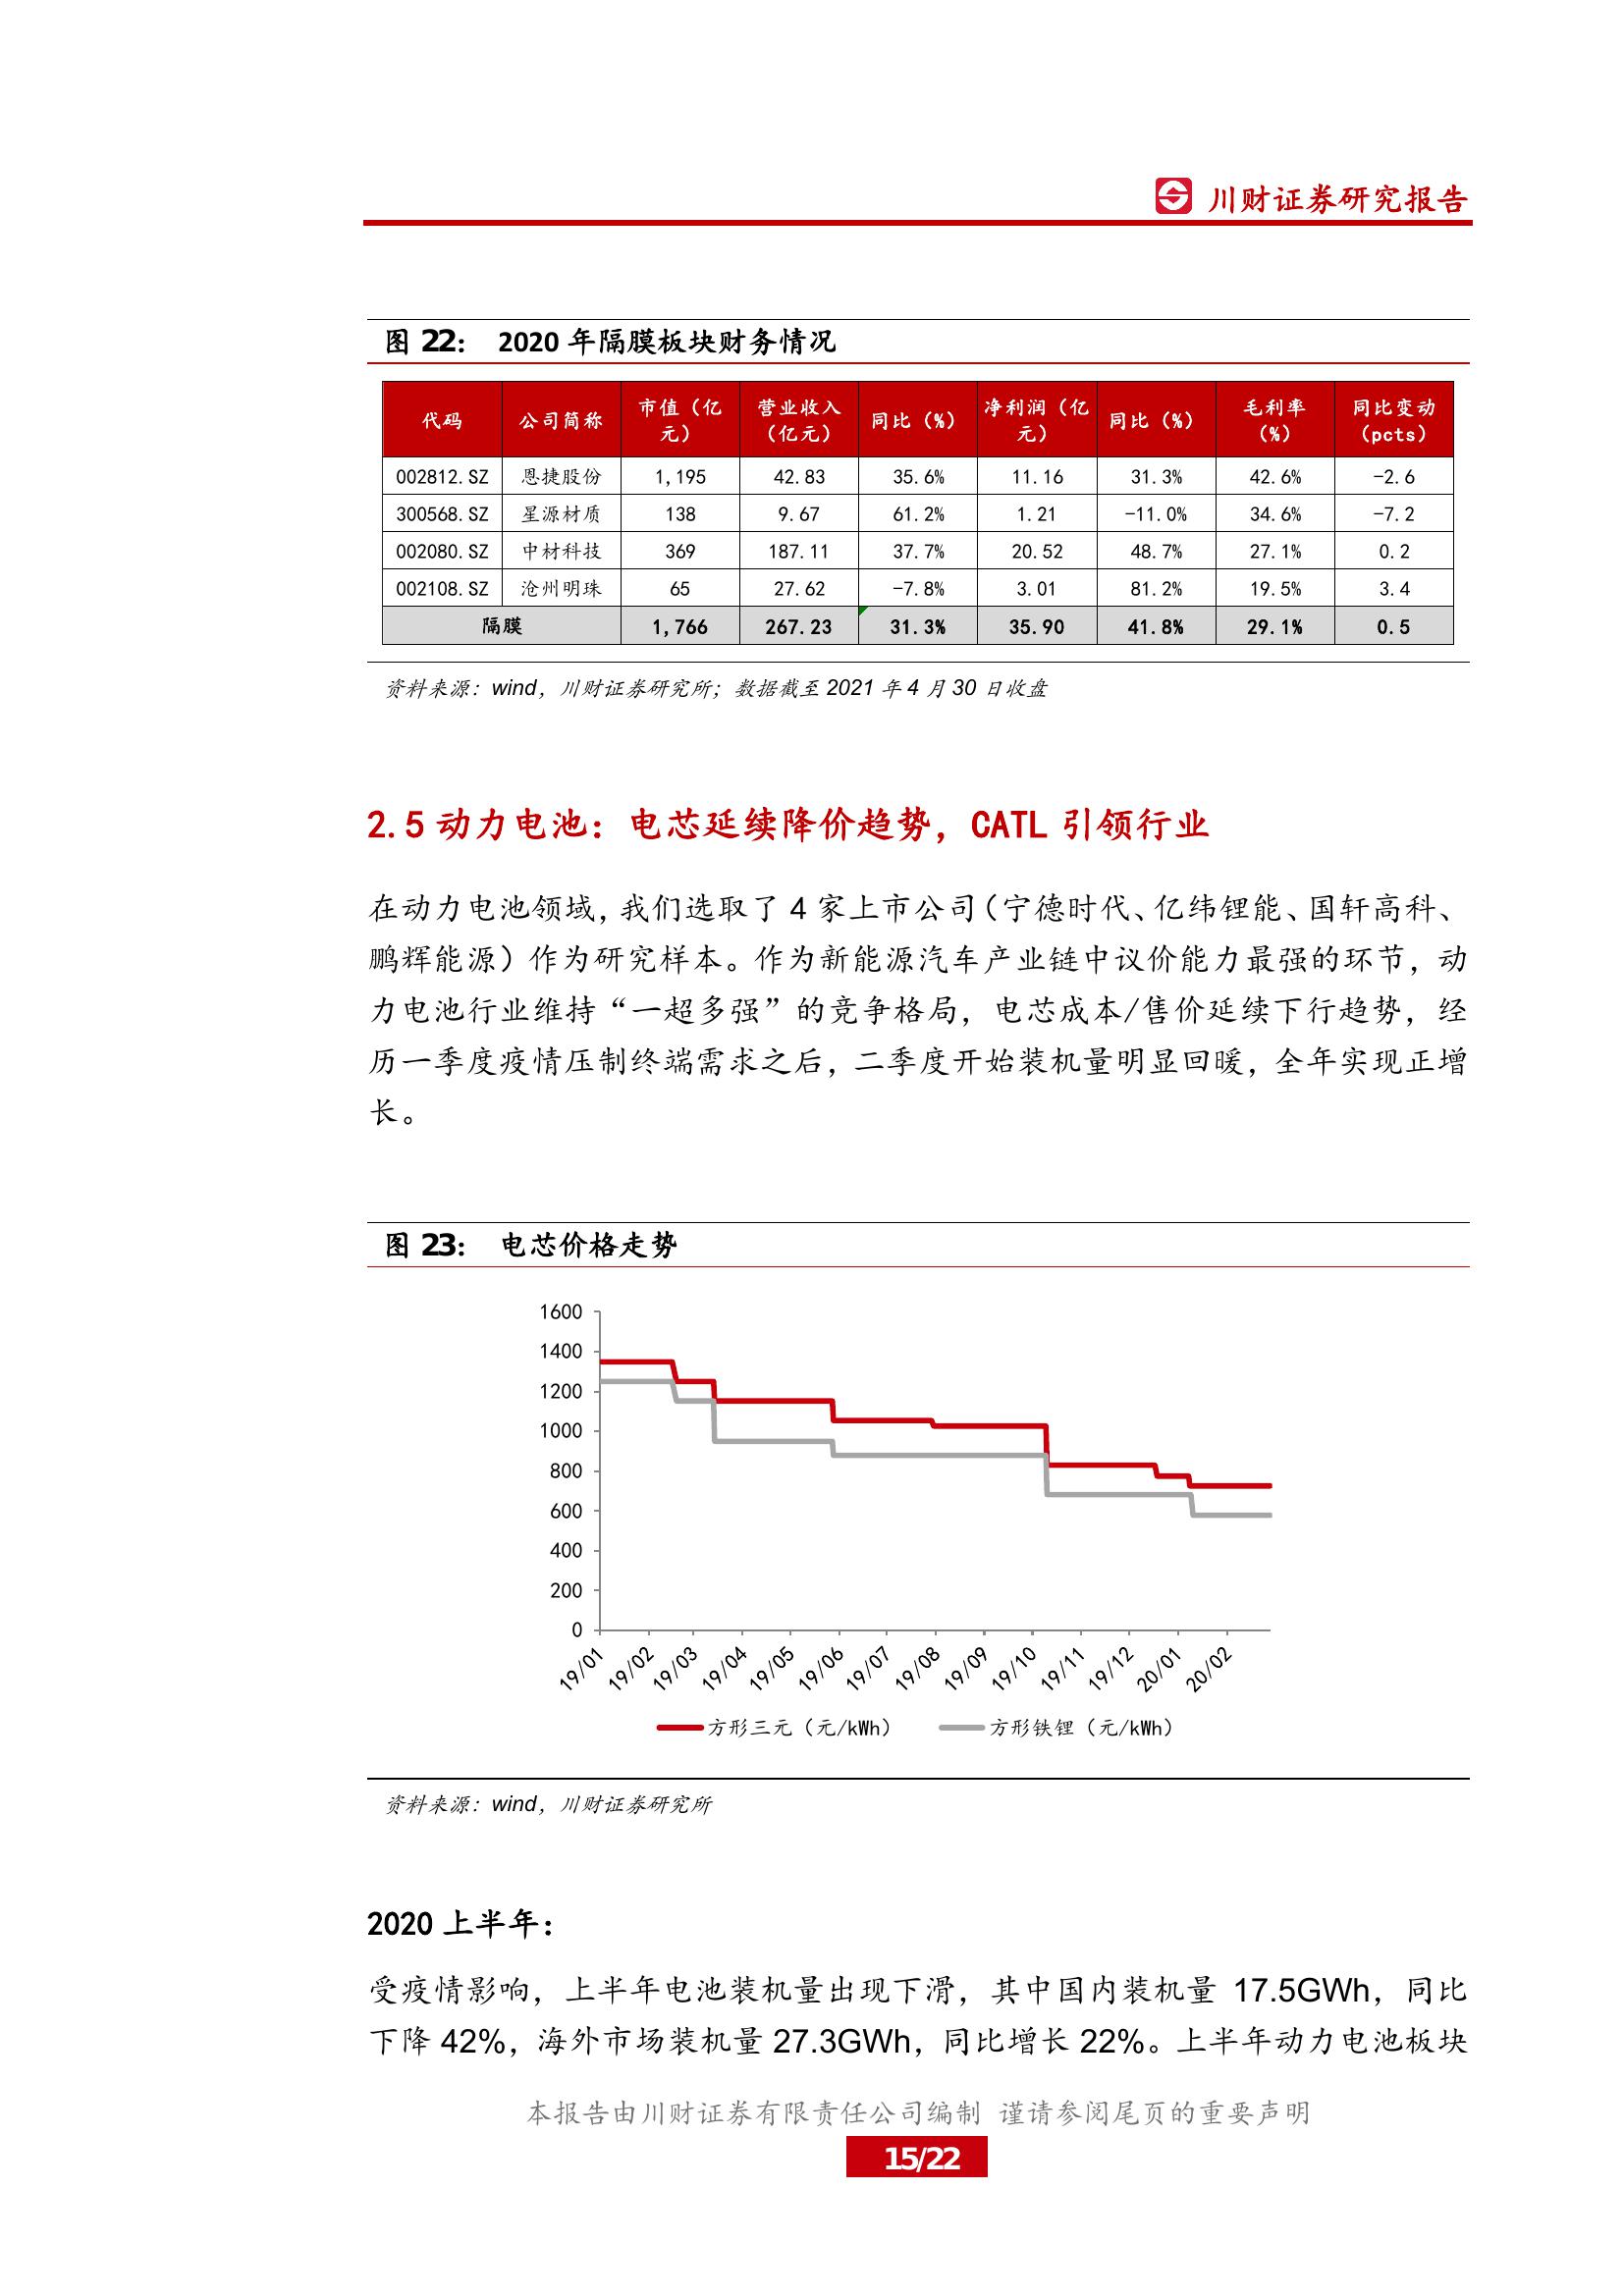 川财证券研究报告
图 22： 2020 年隔膜板块财务情况
代码 公司简称 市值（亿元） 营业收入（亿元） 同比（%） 净利润（亿元） 同比（%） 毛利率（%） 同比变动（pcts）
002812.SZ 恩捷股份 1,195 42.83 35.6% 11.16 31.3% 42.6% -2.6
300568.SZ 星源材质 138 9.67 61.2% 1.21 -11.0% 34.6% -7.2
002080.SZ 中材科技 369 187.11 37.7% 20.52 48.7% 27.1% 0.2
002108.SZ 沧州明珠 65 27.62 -7.8% 3.01 81.2% 19.5% 3.4
隔膜 1,766 267.23 31.3% 35.90 41.8% 29.1% 0.5
资料来源：wind，川财证券研究所；数据截至 2021 年 4 月 30 日收盘
2.5 动力电池：电芯延续降价趋势，CATL 引领行业
在动力电池领域，我们选取了 4 家上市公司（宁德时代、亿纬锂能、国轩高科、
鹏辉能源）作为研究样本。作为新能源汽车产业链中议价能力最强的环节，动
力电池行业维持“一超多强”的竞争格局，电芯成本/售价延续下行趋势，经
历一季度疫情压制终端需求之后，二季度开始装机量明显回暖，全年实现正增
长。
图 23： 电芯价格走势
1600
1400
1200
1000
800
600
400
200
0
19/01 19/02 19/03 19/04 19/05 19/06 19/07 19/08 19/09 19/10 19/11 19/12 20/01 20/02
方形三元（元/kWh） 方形铁锂（元/kWh）
资料来源：wind，川财证券研究所
2020 上半年：
受疫情影响，上半年电池装机量出现下滑，其中国内装机量 17.5GWh，同比
下降 42%，海外市场装机量 27.3GWh，同比增长 22%。上半年动力电池板块
本报告由川财证券有限责任公司编制 谨请参阅尾页的重要声明
15/22